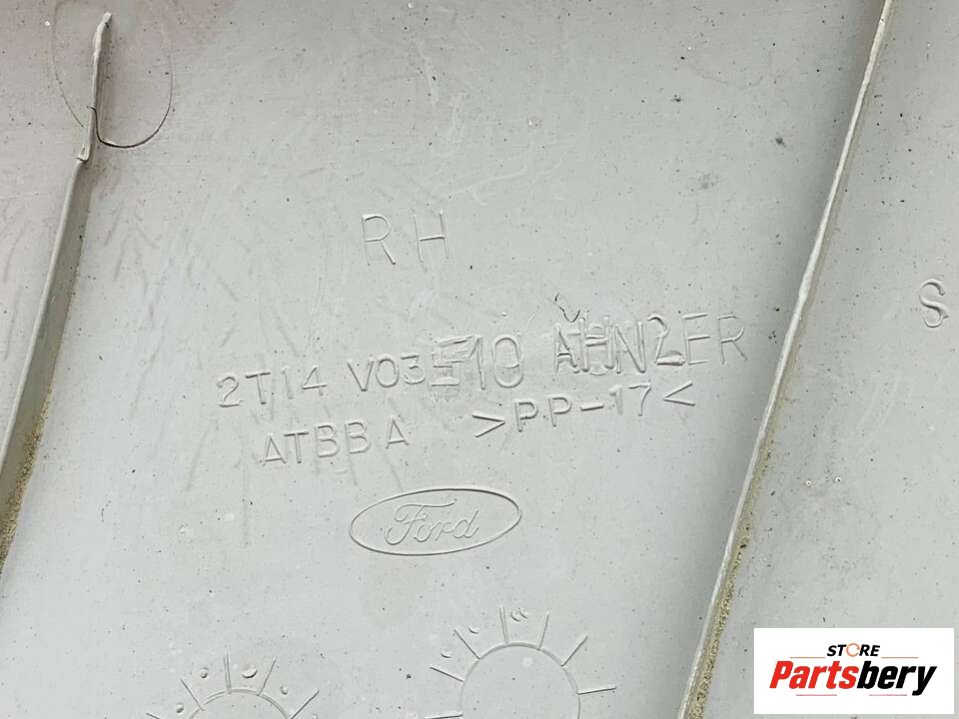 RH
S
2T14 V03510 AHN2ER
ATBBA >PP-17<
Ford
STORE
Partsbery